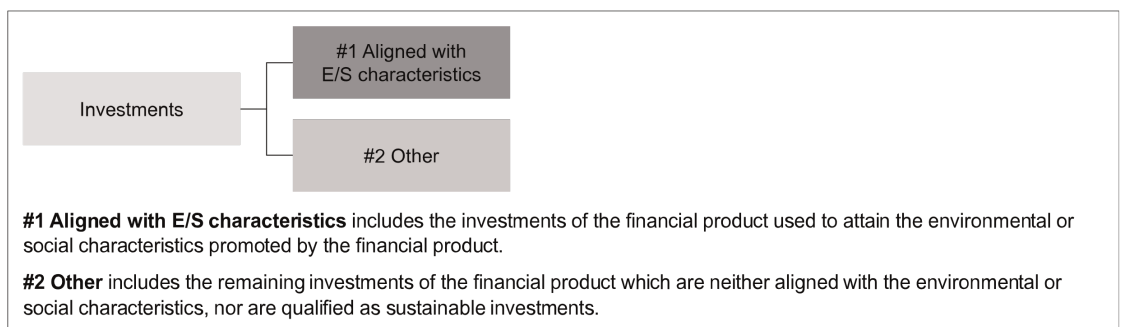 #1 Aligned with
E/S characteristics
Investments
#2 Other
#1 Aligned with E/S characteristics includes the investments of the financial product used to attain the environmental or
social characteristics promoted by the financial product.
#2 Other includes the remaining investments of the financial product which are neither aligned with the environmental or
social characteristics, nor are qualified as sustainable investments.